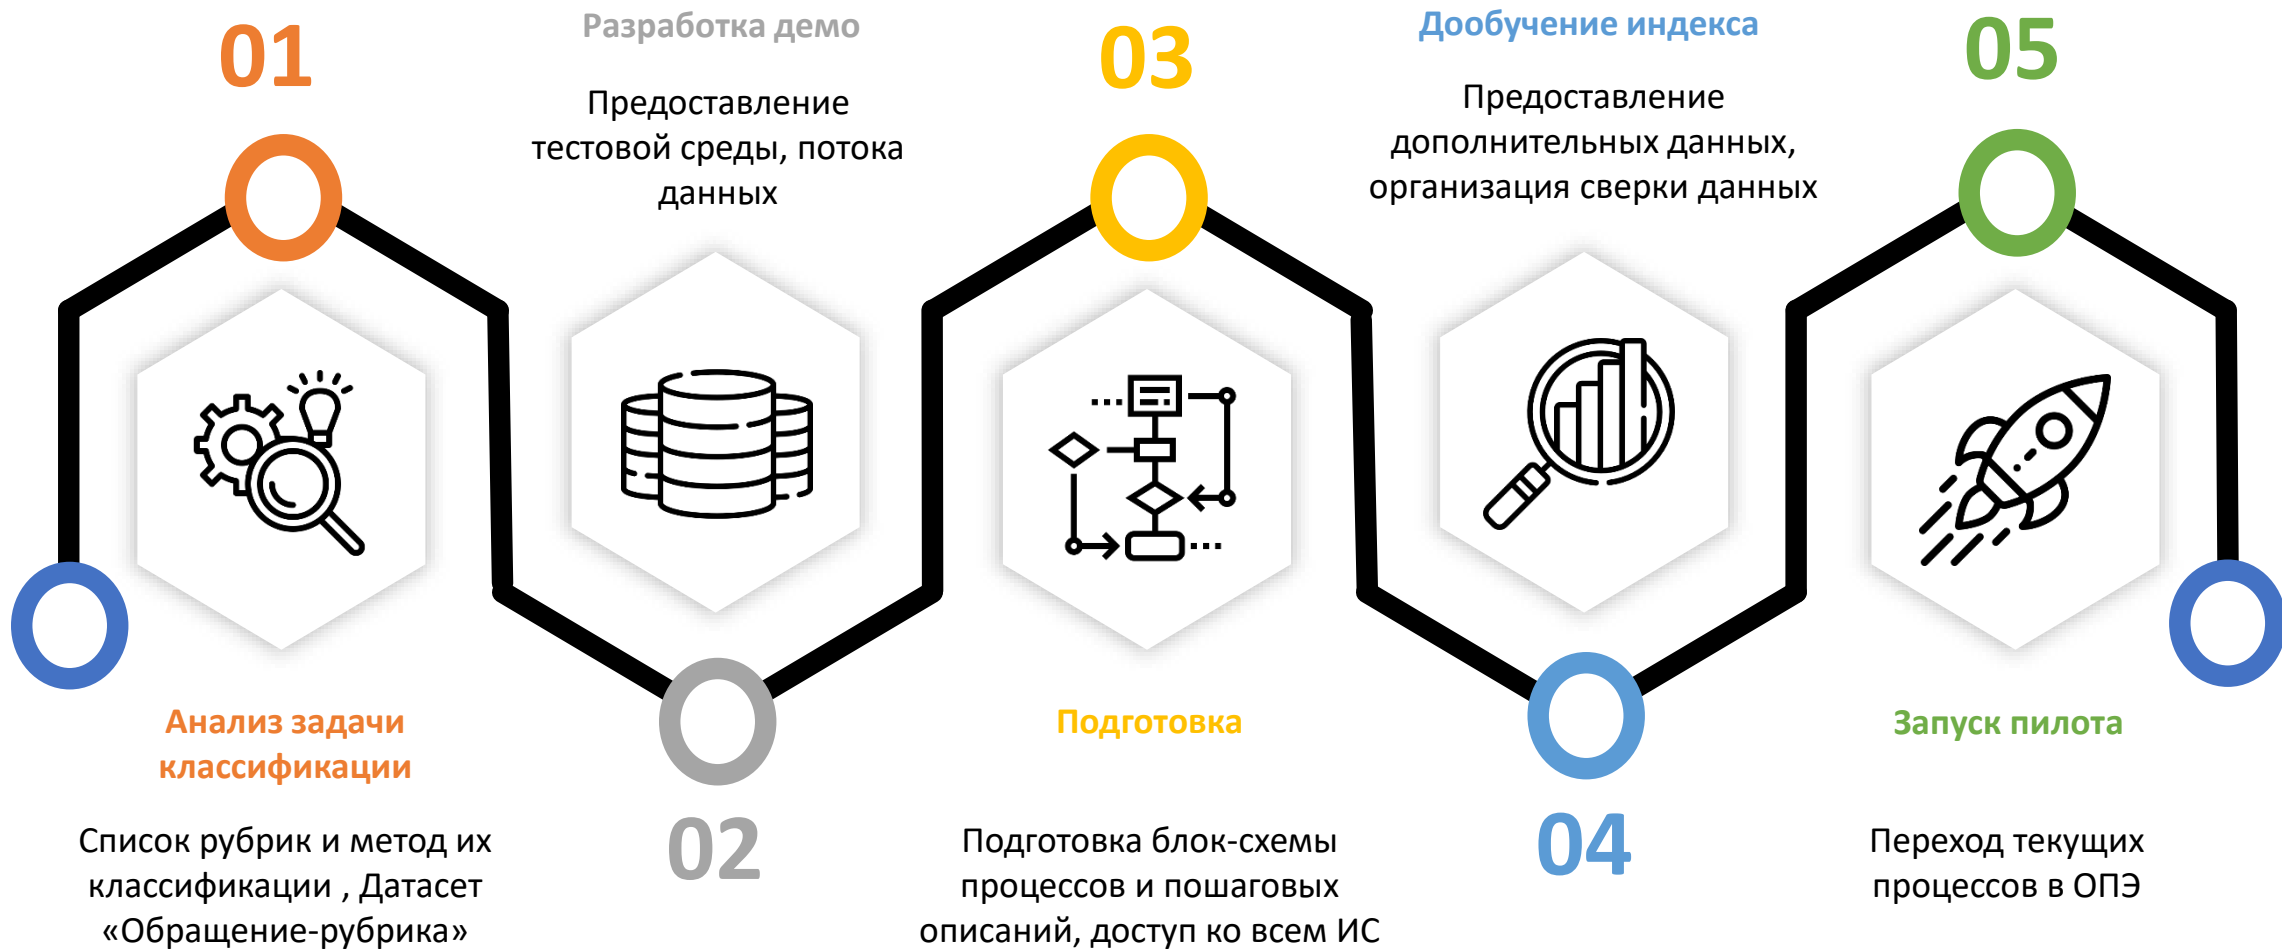 01
Анализ задачи
классификации
Список рубрик и метод их
классификации , Датасет
«Обращение-рубрика»
Разработка демо
Предоставление
тестовой среды, потока
данных
02
03
Подготовка
Подготовка блок-схемы
процессов и пошаговых
описаний, доступ ко всем ИС
Дообучение индекса
Предоставление
дополнительных данных,
организация сверки данных
04
05
Запуск пилота
Переход текущих
процессов в ОПЭ